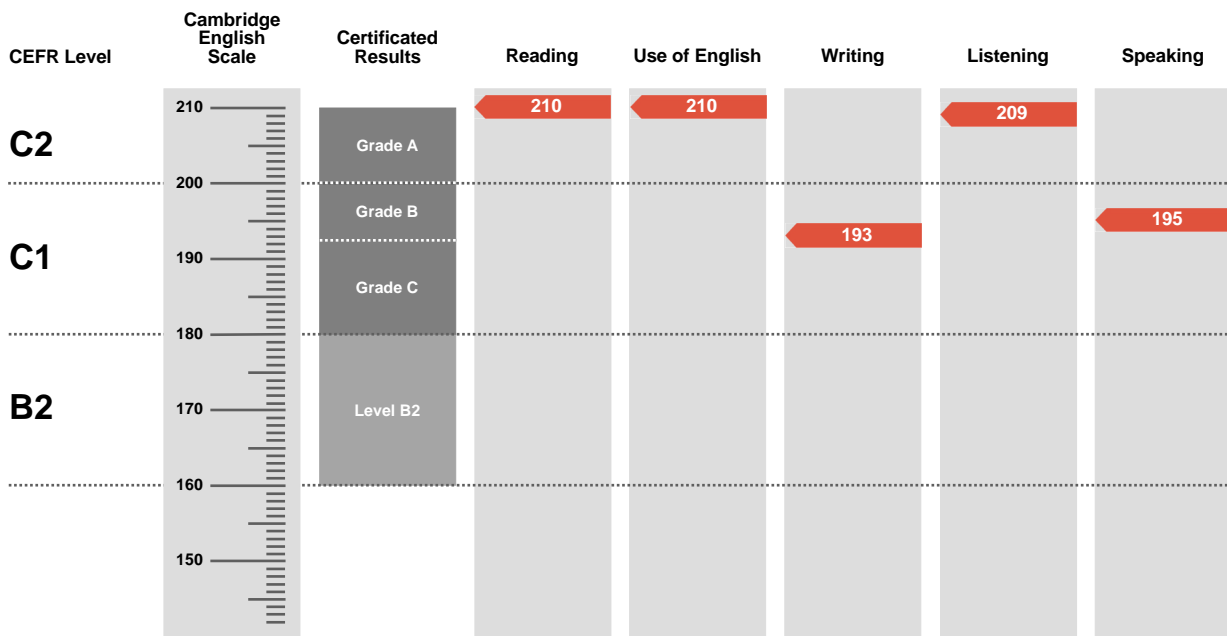 CEFR Level
Cambridge
English
Scale
Certificated
Results
Reading
Use of English
Writing
Listening
Speaking
210
210
210
209
C2
Grade A
200
Grade B
195
193
C1
190
Grade C
180
B2
170
Level B2
160
150